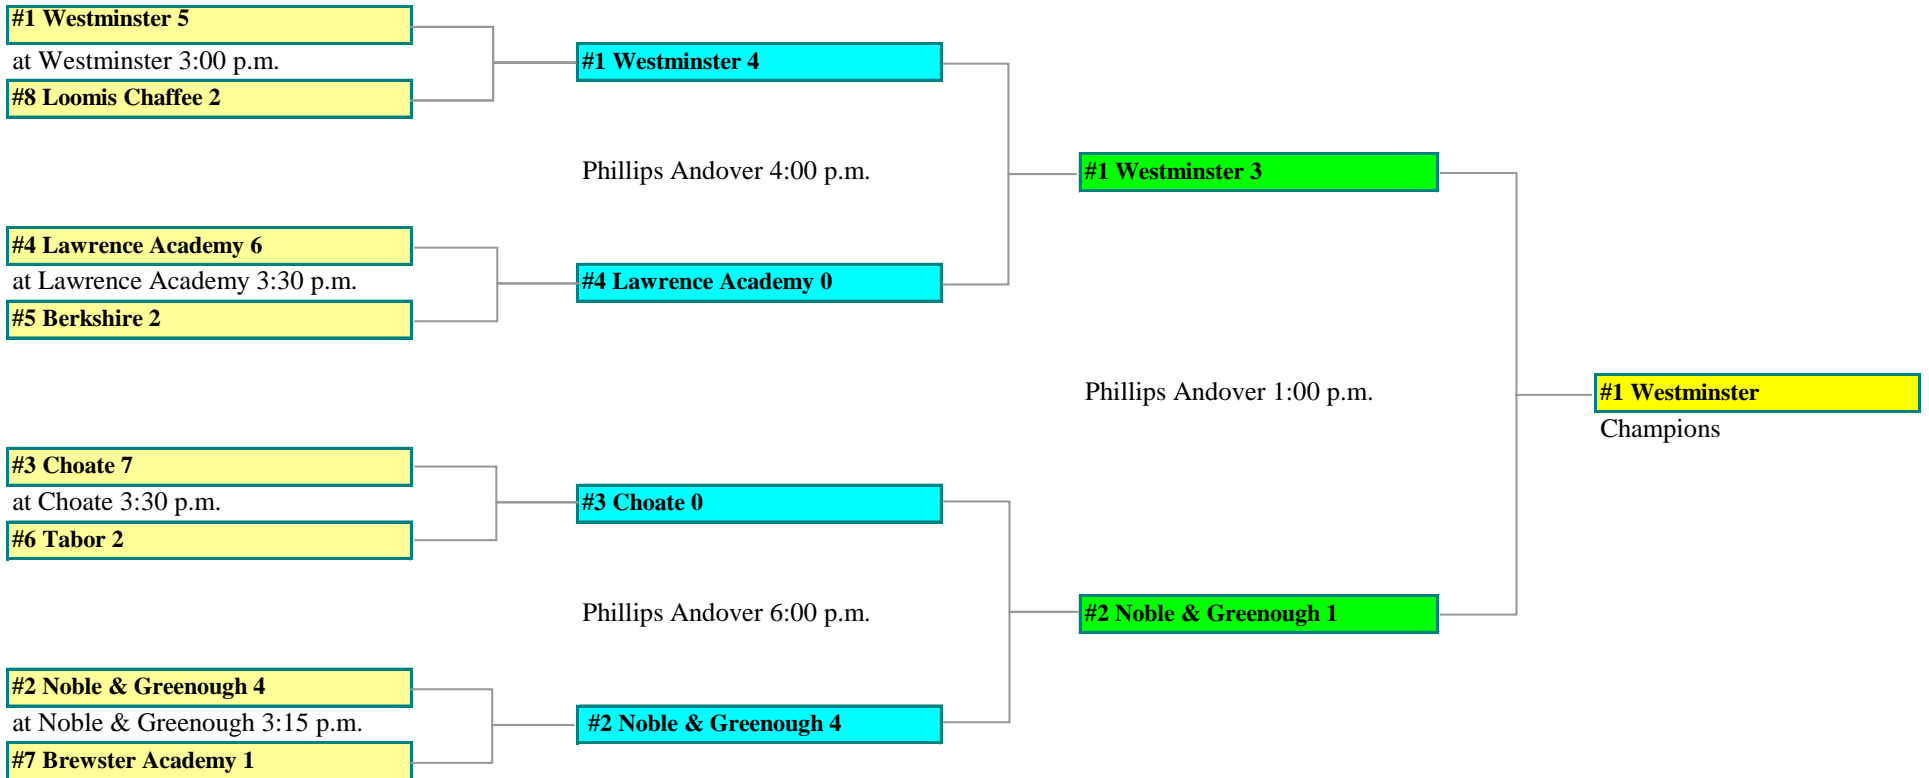 #1 Westminster 5
at Westminster 3:00 p.m.
#8 Loomis Chaffee 2
#4 Lawrence Academy 6
at Lawrence Academy 3:30 p.m.
#5 Berkshire 2
#3 Choate 7
at Choate 3:30 p.m.
#6 Tabor 2
#2 Noble & Greenough 4
at Noble & Greenough 3:15 p.m.
#7 Brewster Academy 1
#1 Westminster 4
Phillips Andover 4:00 p.m.
#4 Lawrence Academy 0
#3 Choate 0
Phillips Andover 6:00 p.m.
#2 Noble & Greenough 4
#1 Westminster 3
Phillips Andover 1:00 p.m.
#2 Noble & Greenough 1
#1 Westminster
Champions